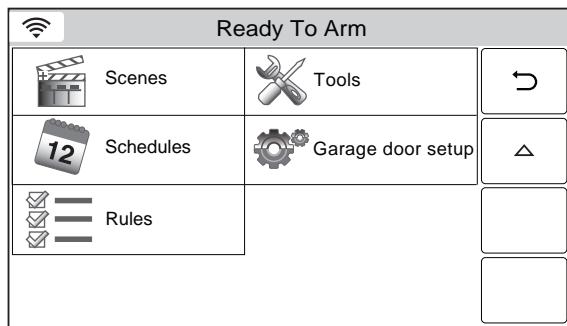 Ready To Arm
Scenes
Tools
12
Schedules
Garage door setup
Rules